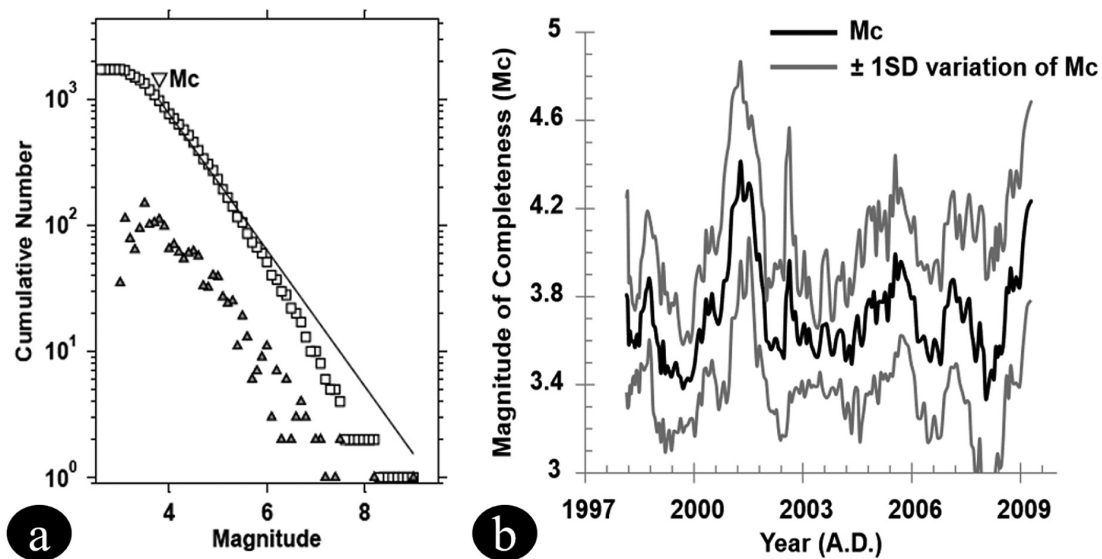 Cumulative Number
10³
10²
10¹
10⁰
Mc
4
6
8
Magnitude
a
Magnitude of Completeness (Mc)
5
4.6
4.2
3.8
3.4
3
Mc
± 1SD variation of Mc
1997
2000
2003
2006
2009
Year (A.D.)
b